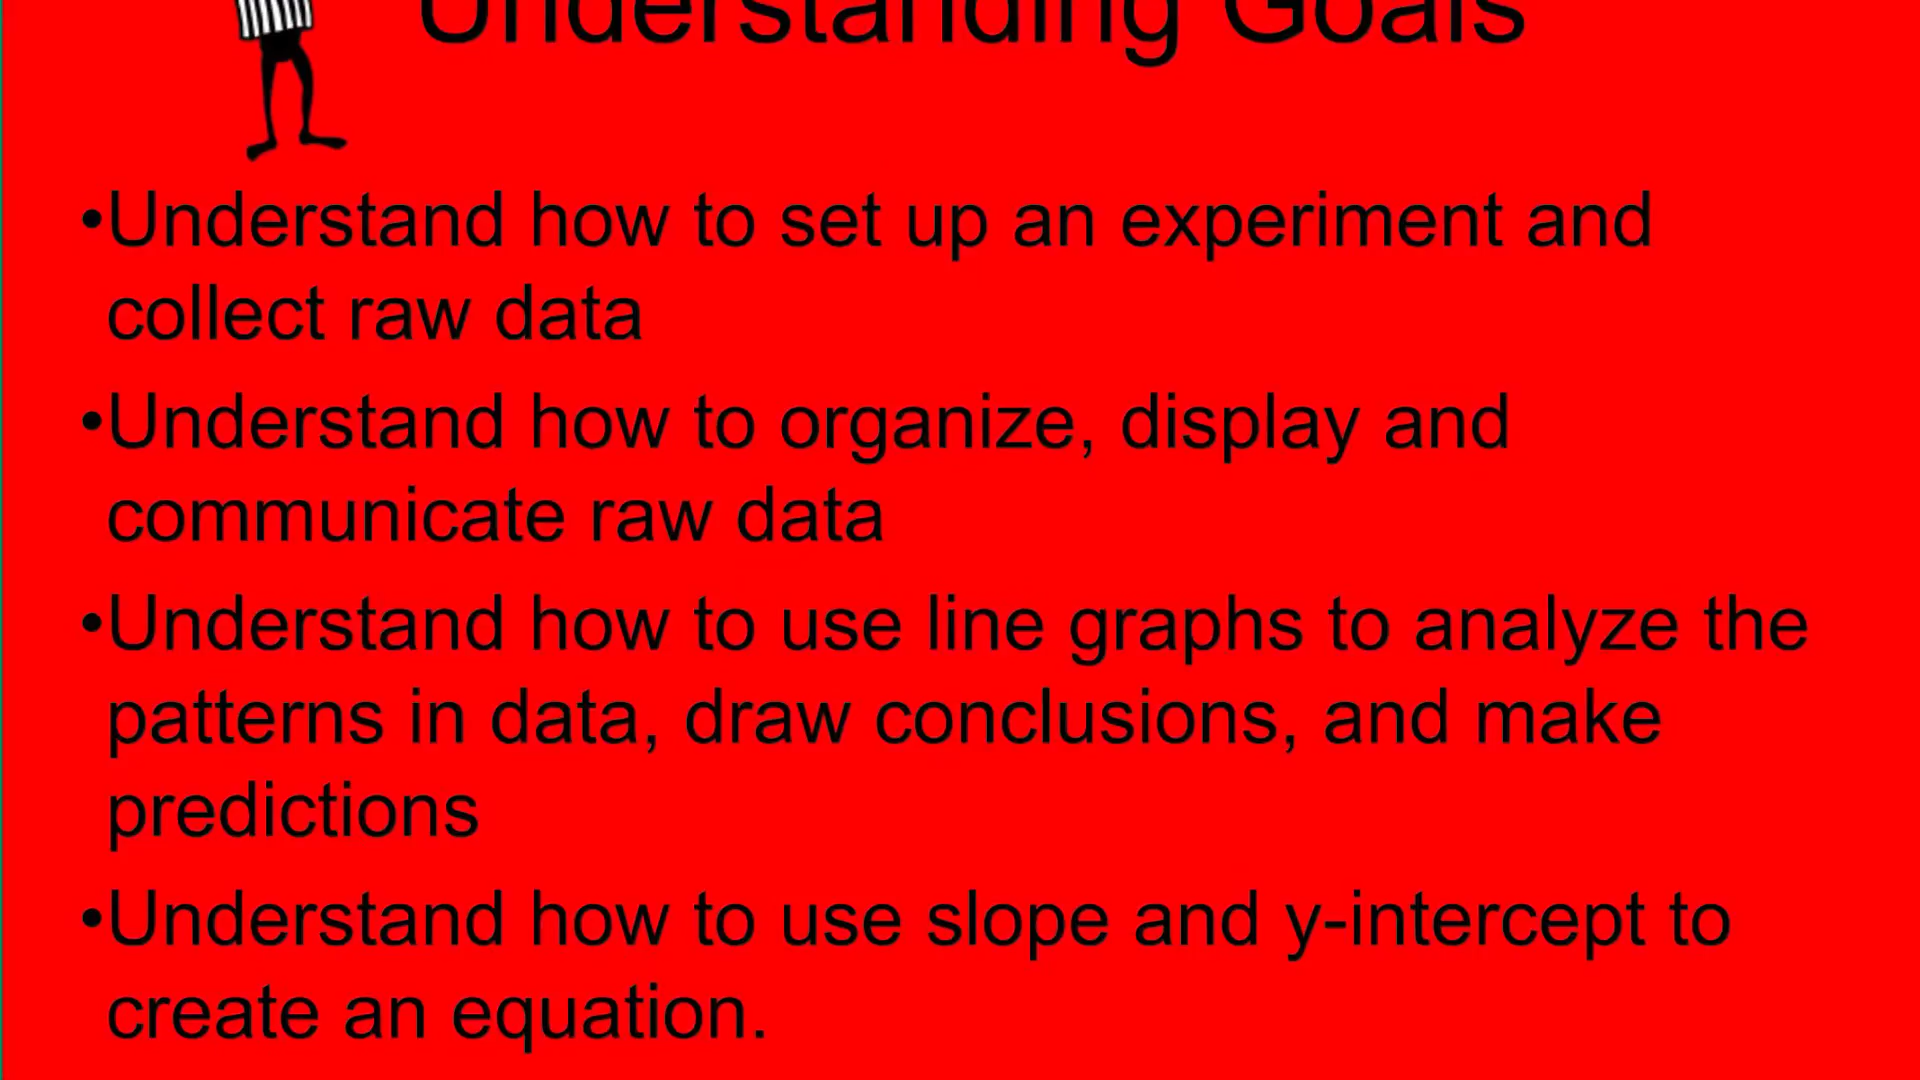 Understanding Goals
•Understand how to set up an experiment and
collect raw data
•Understand how to organize, display and
communicate raw data
•Understand how to use line graphs to analyze the
patterns in data, draw conclusions, and make
predictions
•Understand how to use slope and y-intercept to
create an equation.